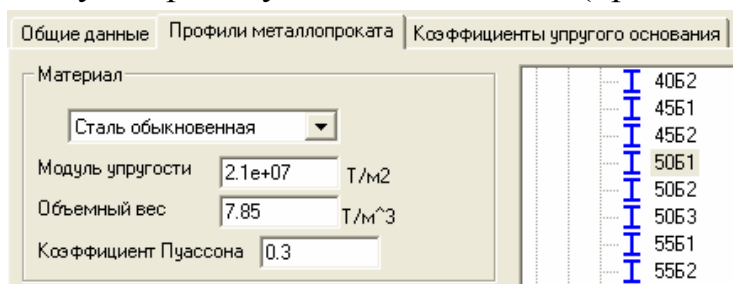 Общие данные Профили металлопроката Коэффициенты упругого основания
Материал
Сталь обыкновенная
Модуль упругости 2.1e+07 Т/м2
Объемный вес 7.85 Т/м^3
Коэффициент Пуассона 0.3
40Б2
45Б1
45Б2
50Б1
50Б2
50Б3
55Б1
55Б2